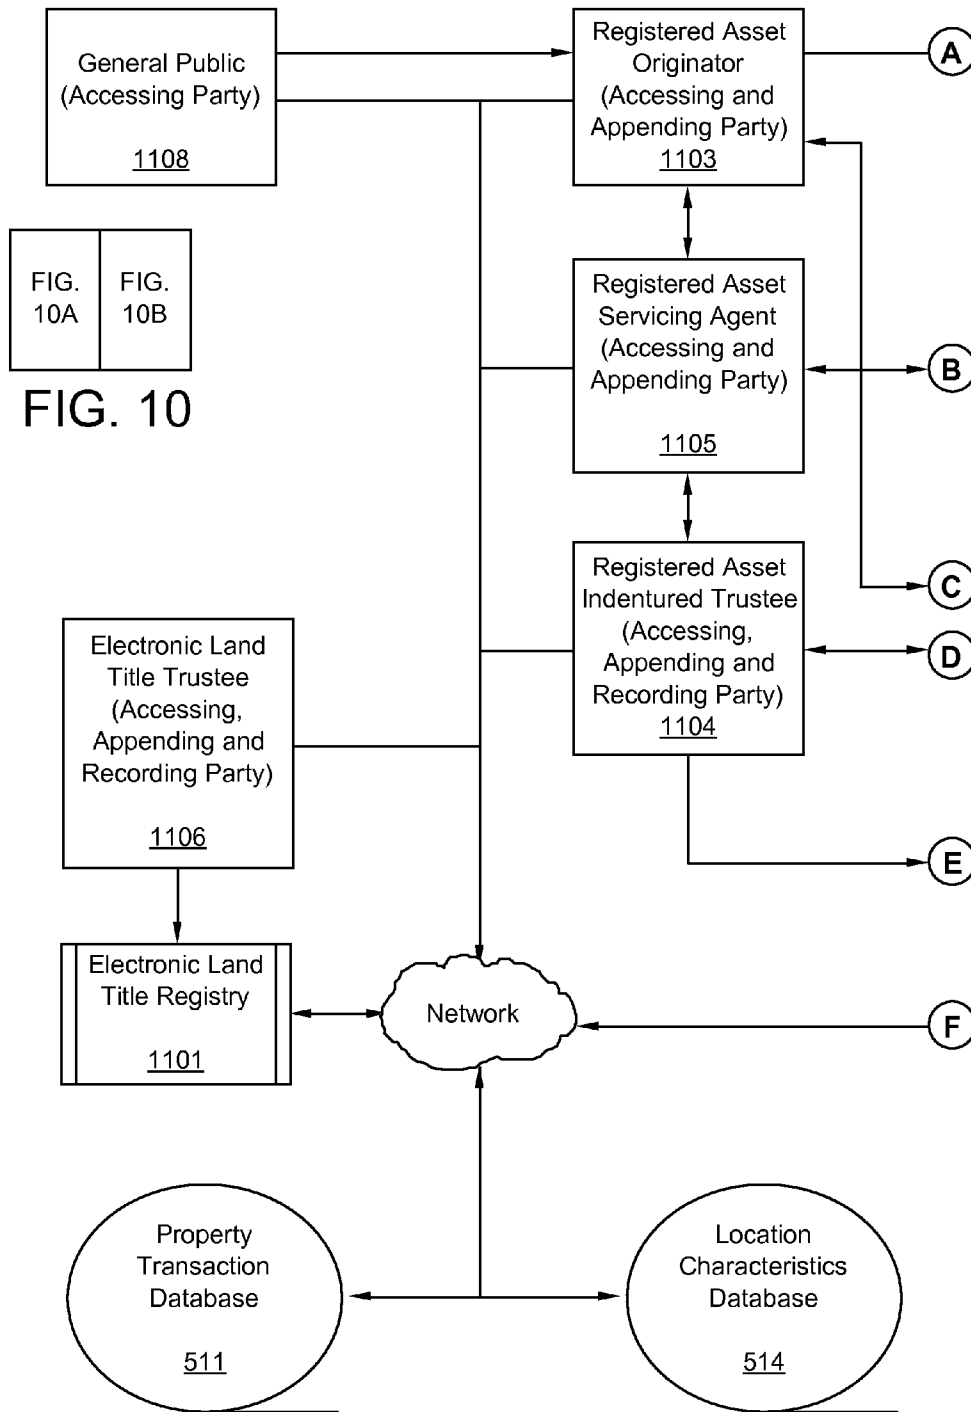 General Public
(Accessing Party)
1108
Registered Asset
Originator
(Accessing and
Appending Party)
1103
A
FIG.
10A
FIG.
10B
FIG. 10
Registered Asset
Servicing Agent
(Accessing and
Appending Party)
1105
B
Registered Asset
Indentured Trustee
(Accessing,
Appending and
Recording Party)
1104
C
D
Electronic Land
Title Trustee
(Accessing,
Appending and
Recording Party)
1106
E
Electronic Land
Title Registry
1101
Network
F
Property
Transaction
Database
511
Location
Characteristics
Database
514